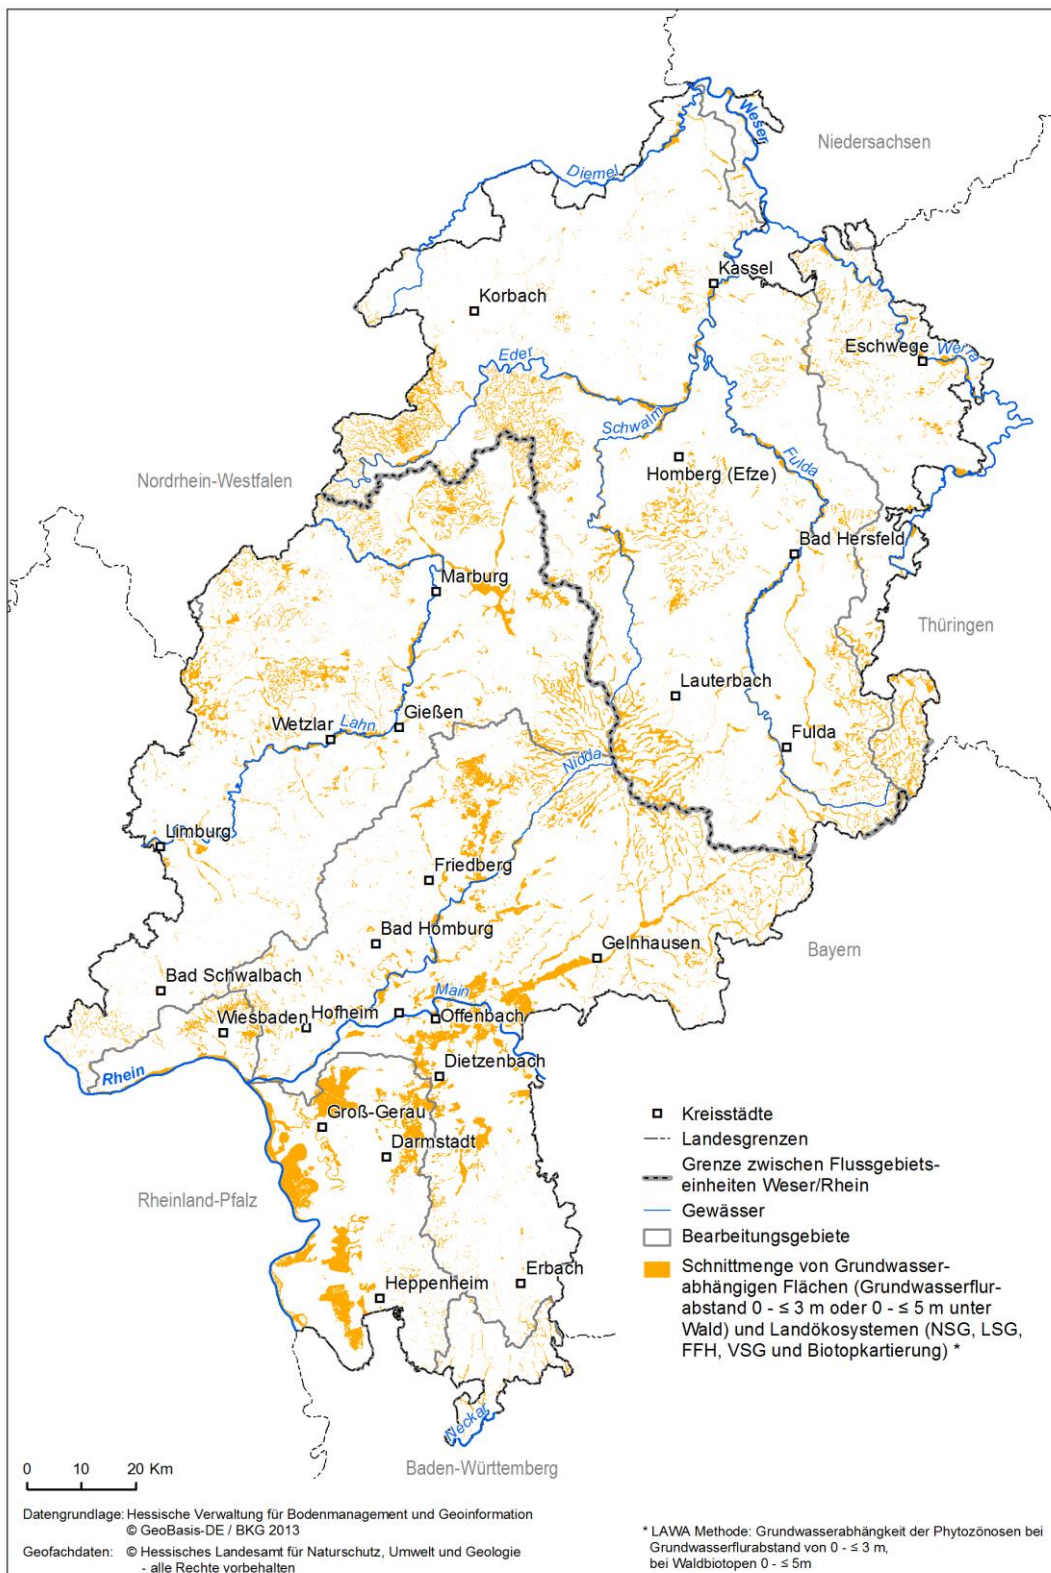 Weser
Niedersachsen
Diemel
Kassel
Korbach
Eschwege
Werra
Eder
Schwalm
Homberg (Efze)
Fulda
Nordrhein-Westfalen
Bad Hersfeld
Marburg
Thüringen
Lauterbach
Gießen
Wetzlar
Lahn
Fulda
Nidda
Limburg
Friedberg
Bad Homburg
Gelnhausen
Bayern
Bad Schwalbach
Main
Hofheim
Offenbach
Wiesbaden
Rhein
Dietzenbach
Groß-Gerau
Darmstadt
Rheinland-Pfalz
Erbach
Heppenheim
Neckar
Baden-Württemberg
Kreisstädte
Landesgrenzen
Grenze zwischen Flussgebiets-
einheiten Weser/Rhein
Gewässer
Bearbeitungsgebiete
Schnittmenge von Grundwasser-
abhängigen Flächen (Grundwasserflur-
abstand 0 - ≤ 3 m oder 0 - ≤ 5 m unter
Wald) und Landökosystemen (NSG, LSG,
FFH, VSG und Biotopkartierung) *
0 10 20 Km
Datengrundlage: Hessische Verwaltung für Bodenmanagement und Geoinformation
© GeoBasis-DE / BKG 2013
Geofachdaten: © Hessisches Landesamt für Naturschutz, Umwelt und Geologie
- alle Rechte vorbehalten
* LAWA Methode: Grundwasserabhängigkeit der Phytozönosen bei
Grundwasserflurabstand von 0 - ≤ 3 m,
bei Waldbiotopen 0 - ≤ 5m